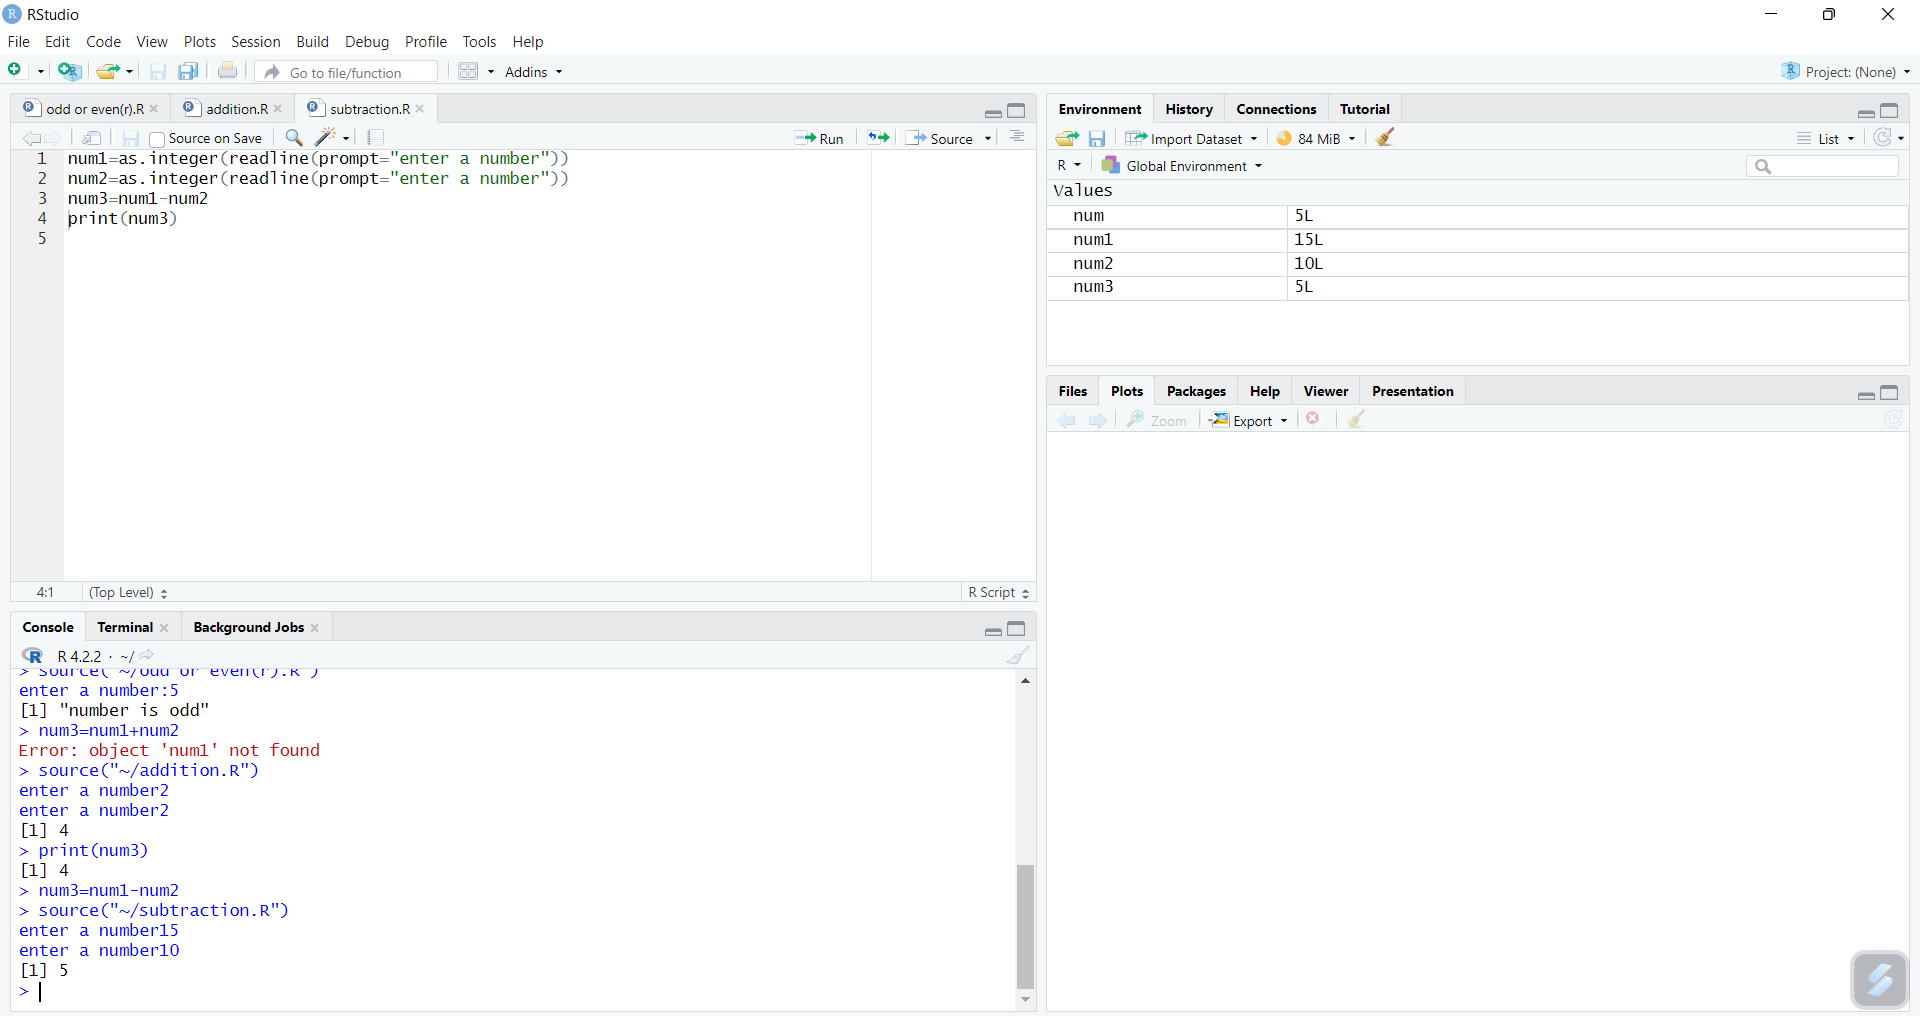 RStudio
File Edit Code View Plots Session Build Debug Profile Tools Help
Go to file/function Addins Project: (None)
odd or even(r).R addition.R subtraction.R
Source on Save Run Source
1 num1=as.integer(readline(prompt="enter a number"))
2 num2=as.integer(readline(prompt="enter a number"))
3 num3=num1-num2
4 print(num3)
5
4:1 (Top Level) R Script
Console Terminal Background Jobs
R 4.2.2 · ~/
> source("~/odd or even(r).R")
enter a number:5
[1] "number is odd"
> num3=num1+num2
Error: object 'num1' not found
> source("~/addition.R")
enter a number2
enter a number2
[1] 4
> print(num3)
[1] 4
> num3=num1-num2
> source("~/subtraction.R")
enter a number15
enter a number10
[1] 5
>
Environment History Connections Tutorial
Import Dataset 84 MiB List
R Global Environment
Values
num 5L
num1 15L
num2 10L
num3 5L
Files Plots Packages Help Viewer Presentation
Zoom Export